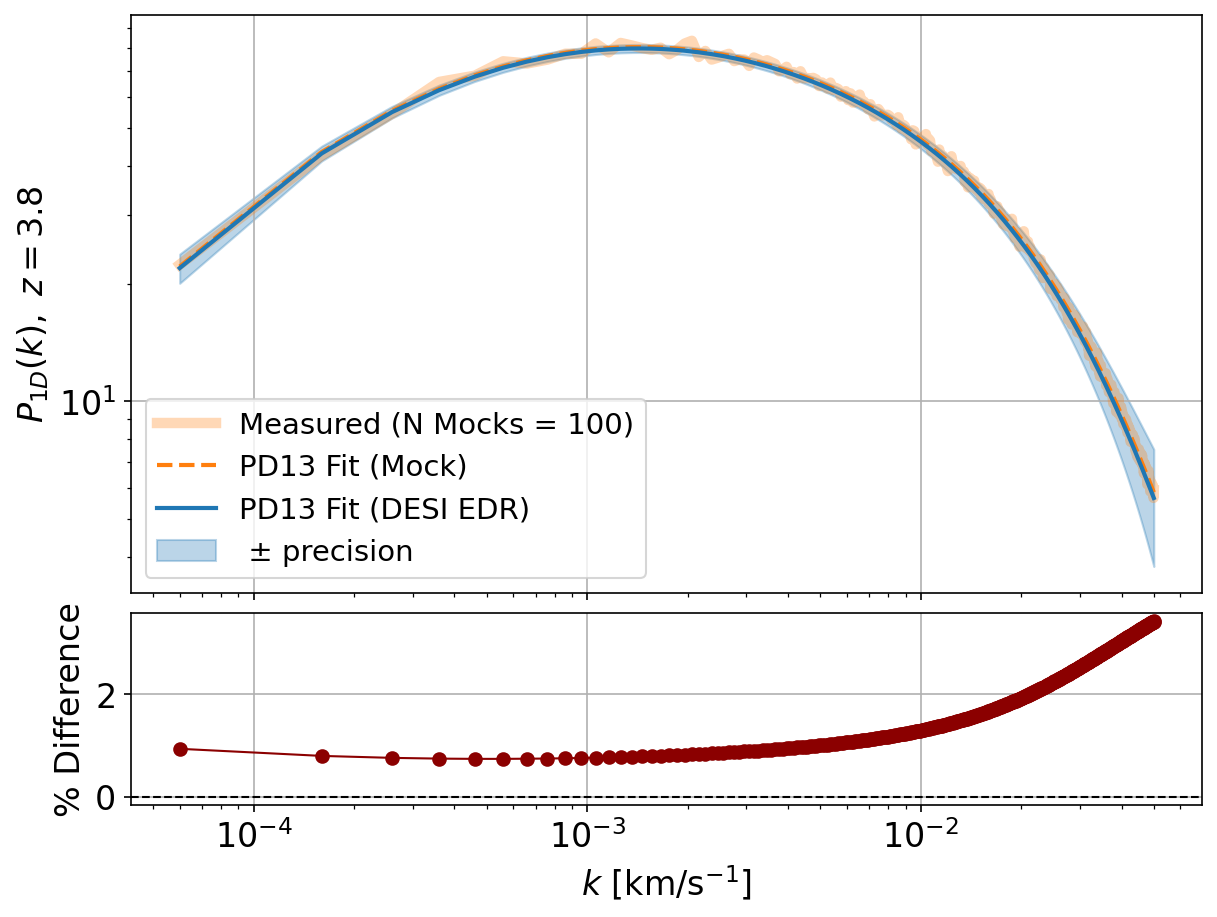 P_{1D}(k), z = 3.8
10^1
Measured (N Mocks = 100)
PD13 Fit (Mock)
PD13 Fit (DESI EDR)
± precision
% Difference
2
0
10^{-4} 10^{-3} 10^{-2}
k [km/s^{-1}]